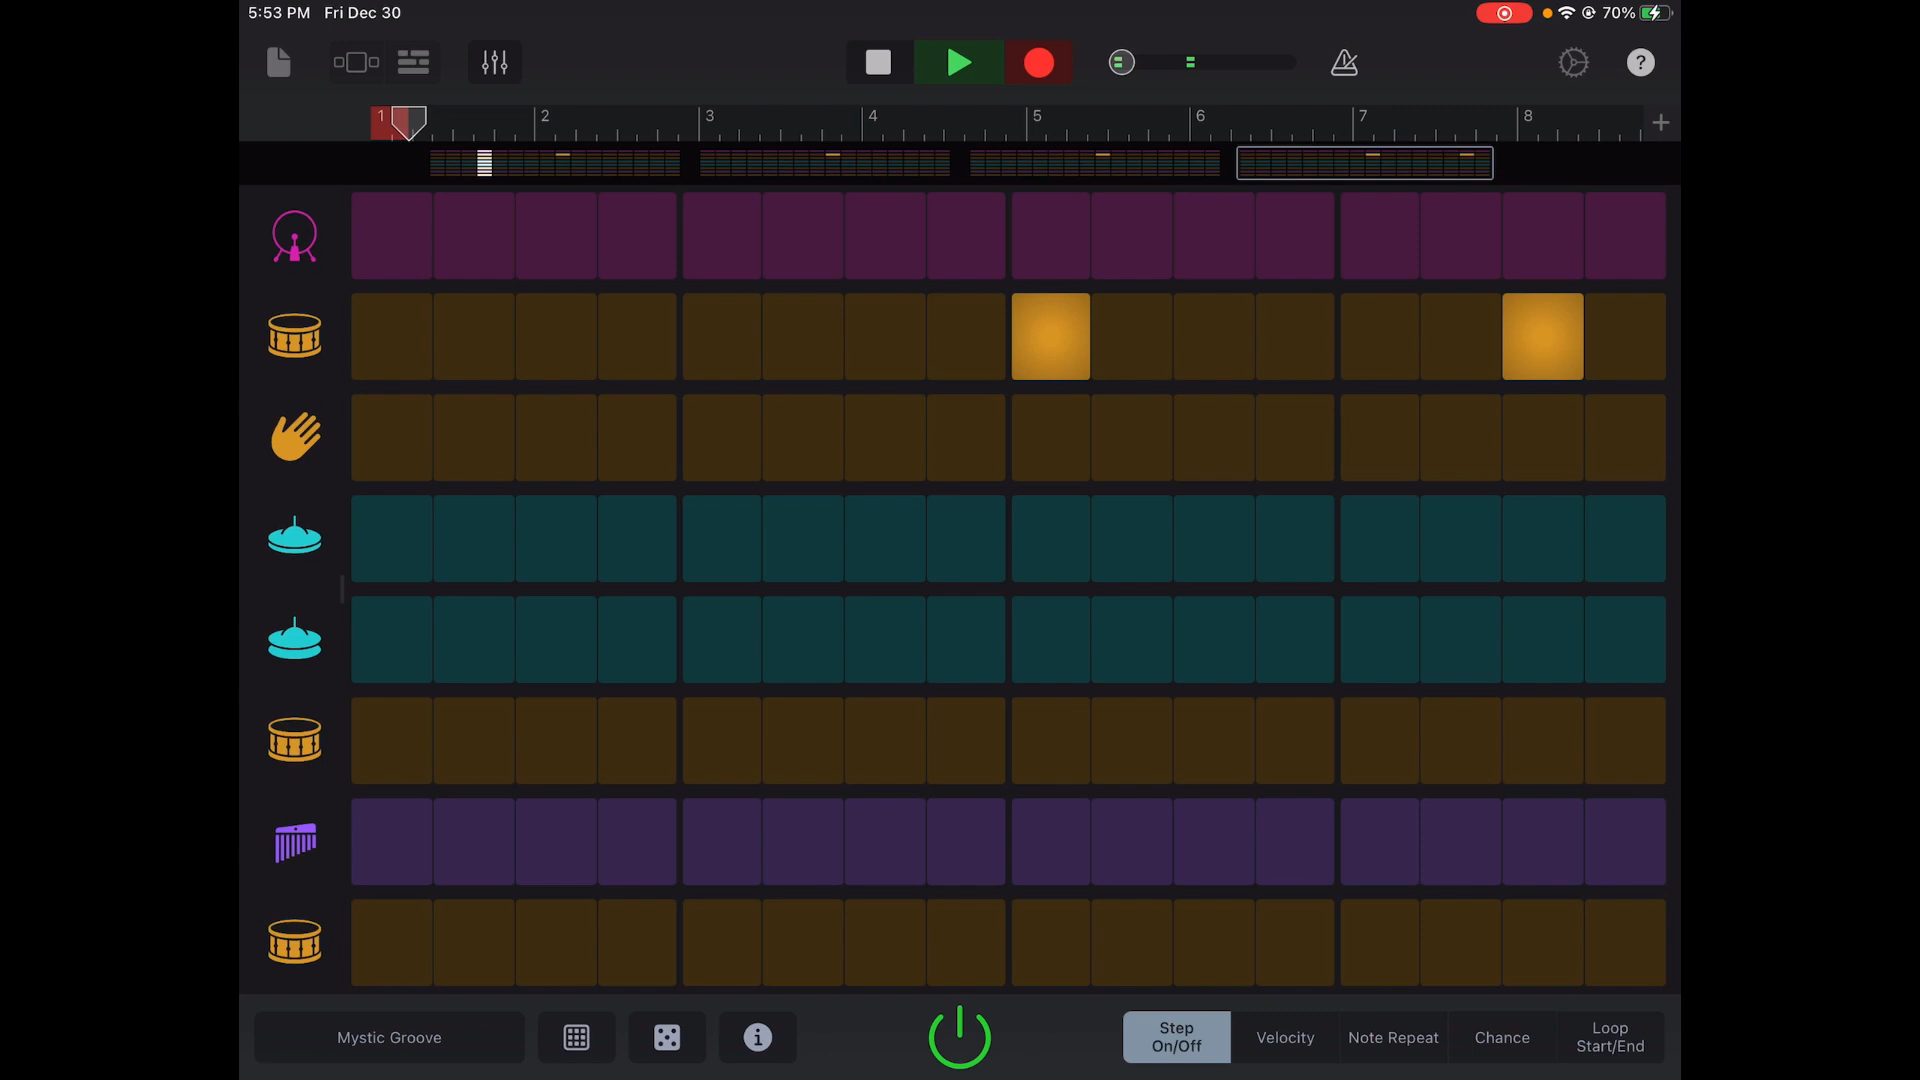 5:53 PM Fri Dec 30
70%
?
1 2 3 4 5 6 7 8 +
Mystic Groove
i
Step
On/Off
Velocity
Note Repeat
Chance
Loop
Start/End